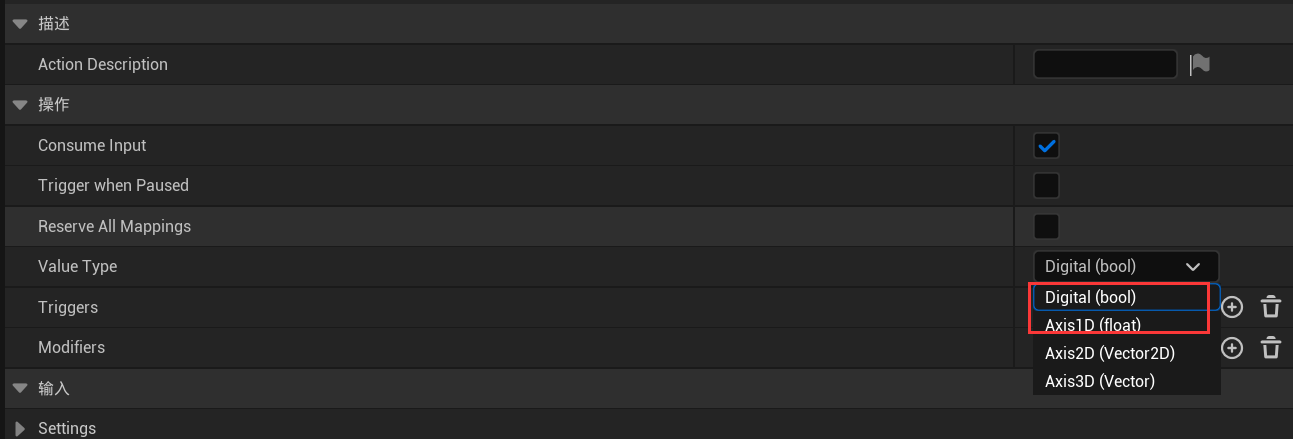 描述
Action Description
操作
Consume Input
Trigger when Paused
Reserve All Mappings
Value Type
Digital (bool)
Digital (bool)
Triggers
Axis1D (float)
Modifiers
Axis2D (Vector2D)
Axis3D (Vector)
输入
Settings